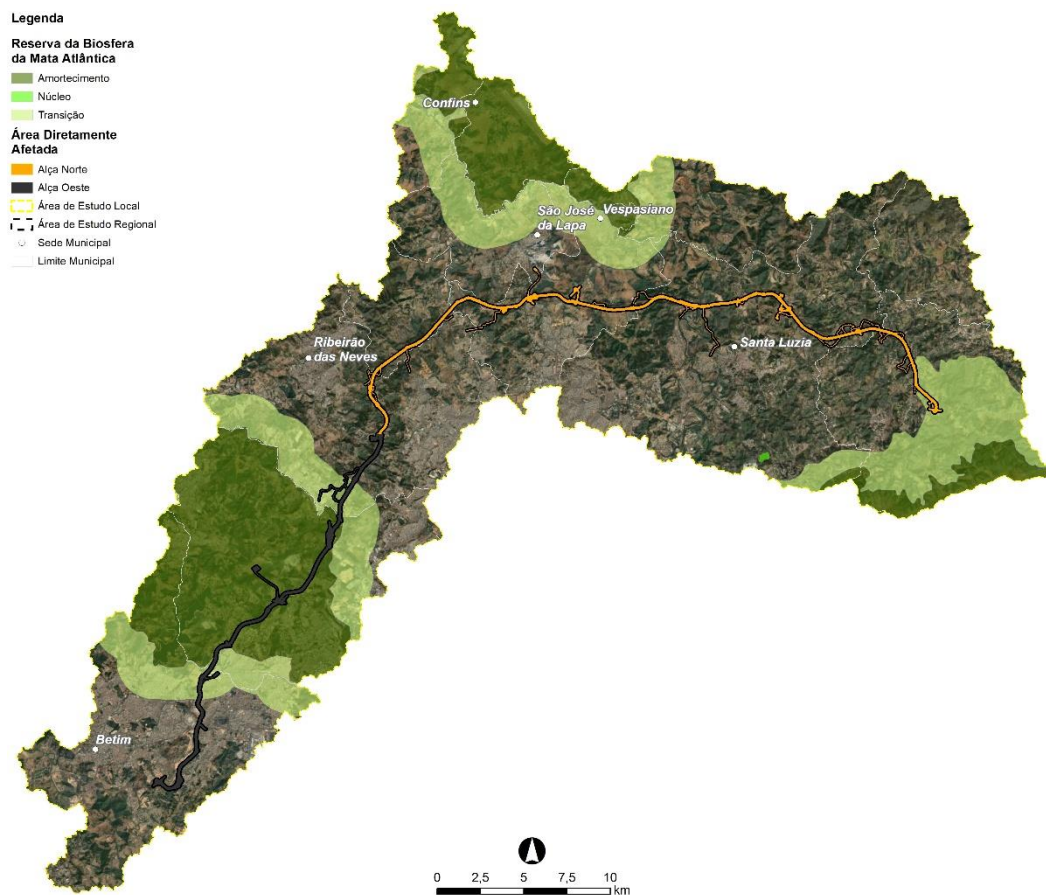 Legenda
Reserva da Biosfera
da Mata Atlântica
Amortecimento
Núcleo
Transição
Área Diretamente
Afetada
Alça Norte
Alça Oeste
Área de Estudo Local
Área de Estudo Regional
Sede Municipal
Limite Municipal
Confins
São José
da Lapa
Vespasiano
Ribeirão
das Neves
Santa Luzia
Betim
0 2,5 5 7,5 10
km